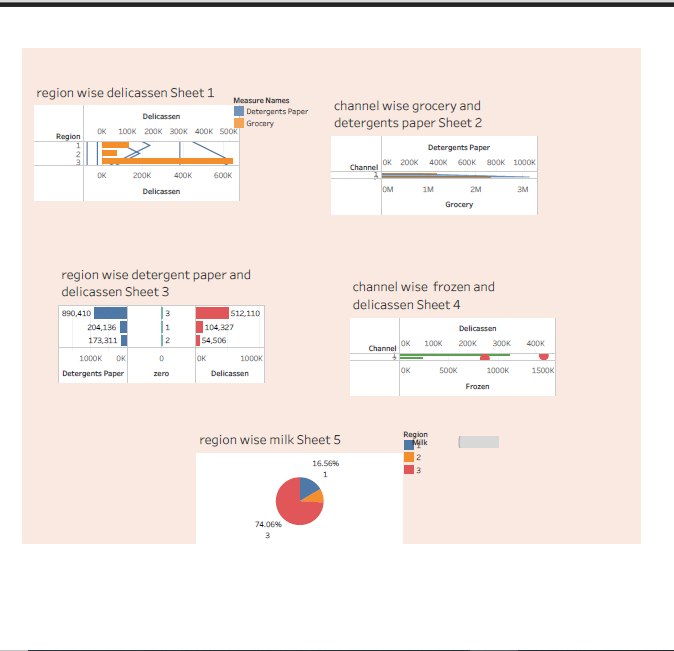 region wise delicassen Sheet 1
Measure Names
Detergents Paper
Grocery
Delicassen
0K 100K 200K 300K 400K 500K
Region
1
2
3
0K 200K 400K 600K
Delicassen
channel wise grocery and
detergents paper Sheet 2
Detergents Paper
0K 200K 400K 600K 800K 1000K
Channel
1
0M 1M 2M 3M
Grocery
region wise detergent paper and
delicassen Sheet 3
890,410 3 512,110
204,136 1 104,327
173,311 2 54,506
1000K 0K 0 0K 1000K
Detergents Paper zero Delicassen
channel wise frozen and
delicassen Sheet 4
Delicassen
0K 100K 200K 300K 400K
Channel
0K 500K 1000K 1500K
Frozen
region wise milk Sheet 5
16.56%
1
74.06%
3
Region
Milk
1
2
3